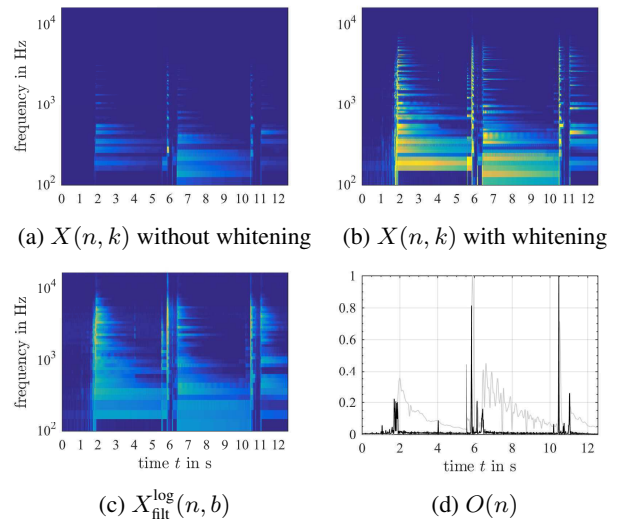 frequency in Hz
10^4
10^3
10^2
0 1 2 3 4 5 6 7 8 9 10 11 12
10^4
10^3
10^2
0 1 2 3 4 5 6 7 8 9 10 11 12
(a) X(n, k) without whitening
(b) X(n, k) with whitening
frequency in Hz
10^4
10^3
10^2
0 1 2 3 4 5 6 7 8 9 10 11 12
time t in s
1
0.8
0.6
0.4
0.2
0
0 2 4 6 8 10 12
time t in s
(c) X_filt^log(n, b)
(d) O(n)